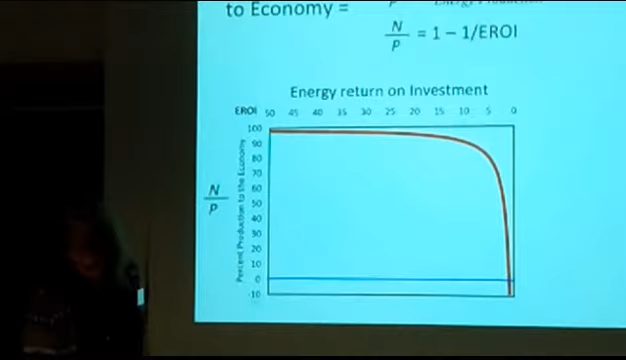 to Economy =
N/P = 1 – 1/EROI
Energy return on Investment
EROI 50 45 40 35 30 25 20 15 10 5 0
100
90
80
70
60
50
40
30
20
10
0
-10
Percent Production to the Economy
N/P